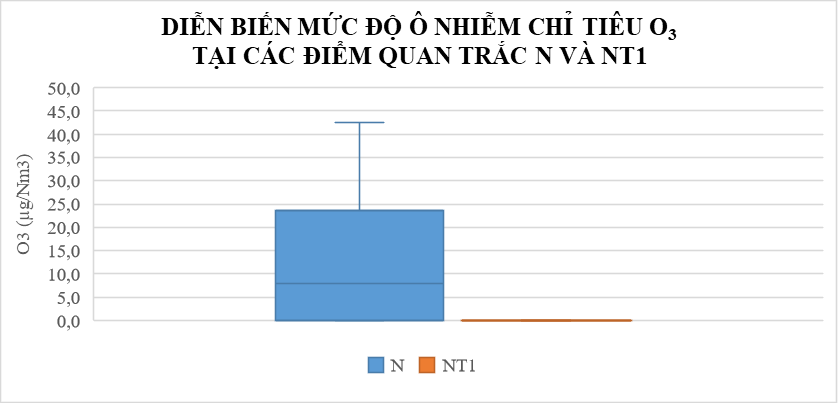 DIỄN BIẾN MỨC ĐỘ Ô NHIỄM CHỈ TIÊU O₃
TẠI CÁC ĐIỂM QUAN TRẮC N VÀ NT1
50,0
45,0
40,0
35,0
30,0
25,0
20,0
15,0
10,0
5,0
0,0
O3 (µg/Nm3)
N NT1